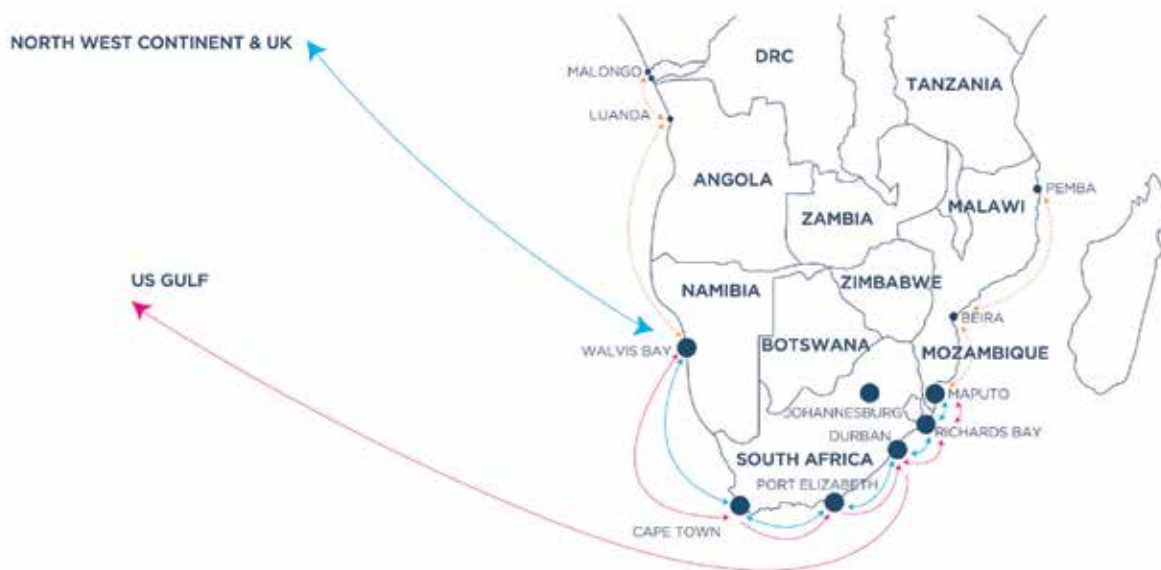 NORTH WEST CONTINENT & UK
DRC
MALONGO
TANZANIA
LUANDA
ANGOLA
PEMBA
MALAWI
ZAMBIA
US GULF
NAMIBIA
ZIMBABWE
BEIRA
WALVIS BAY
BOTSWANA
MOZAMBIQUE
MAPUTO
JOHANNESBURG
RICHARDS BAY
DURBAN
SOUTH AFRICA
PORT ELIZABETH
CAPE TOWN